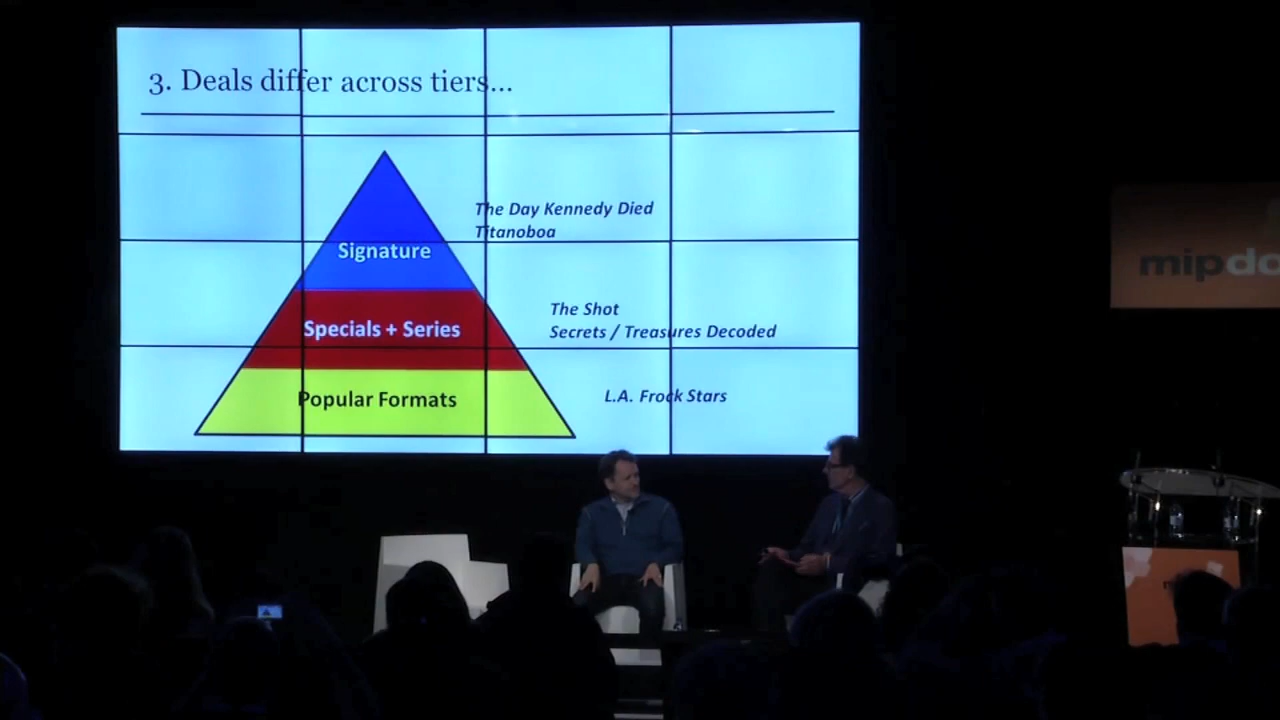 3. Deals differ across tiers...
The Day Kennedy Died
Titanoboa
Signature
The Shot
Specials + Series
Secrets / Treasures Decoded
Popular Formats
L.A. Frock Stars
mipdo